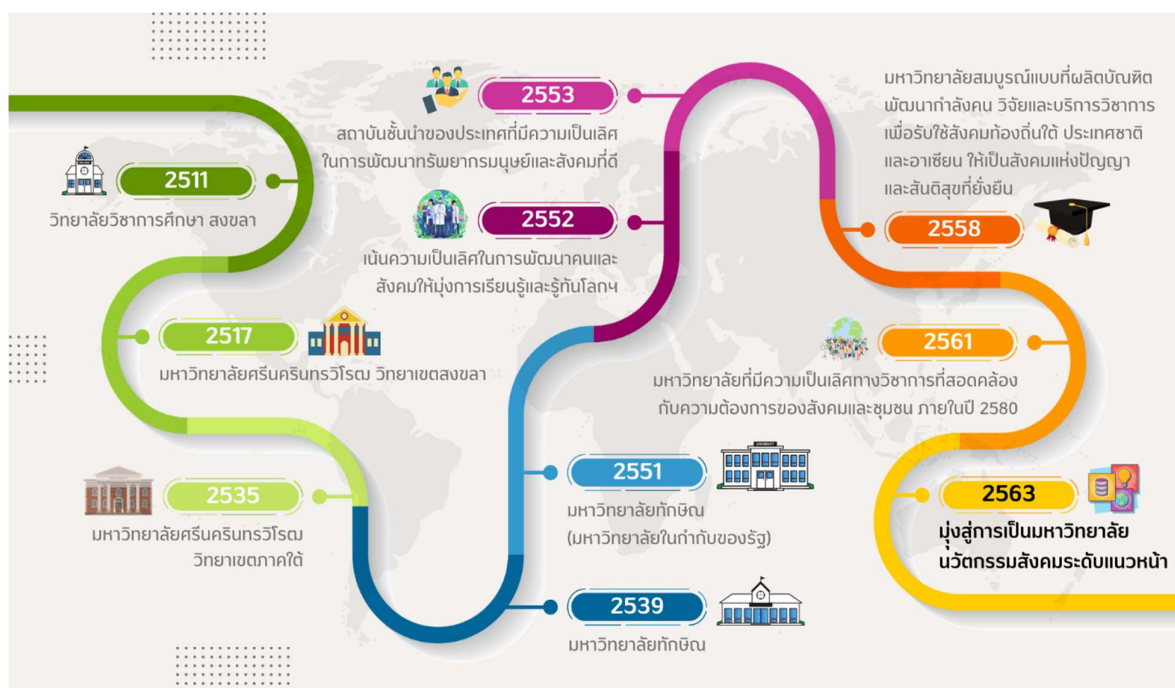 2511
วิทยาลัยวิชาการศึกษา สงขลา
2517
มหาวิทยาลัยศรีนครินทรวิโรฒ วิทยาเขตสงขลา
2535
มหาวิทยาลัยศรีนครินทรวิโรฒ
วิทยาเขตภาคใต้
2539
มหาวิทยาลัยทักษิณ
2551
มหาวิทยาลัยทักษิณ
(มหาวิทยาลัยในกำกับของรัฐ)
2552
เน้นความเป็นเลิศในการพัฒนาคนและ
สังคมให้มุ่งการเรียนรู้และรู้ทันโลกฯ
2553
สถาบันชั้นนำของประเทศที่มีความเป็นเลิศ
ในการพัฒนาทรัพยากรมนุษย์และสังคมที่ดี
มหาวิทยาลัยสมบูรณ์แบบที่ผลิตบัณฑิต
พัฒนากำลังคน วิจัยและบริการวิชาการ
เพื่อรับใช้สังคมท้องถิ่นใต้ ประเทศชาติ
และอาเซียน ให้เป็นสังคมแห่งปัญญา
และสันติสุขที่ยั่งยืน
2558
2561
มหาวิทยาลัยที่มีความเป็นเลิศทางวิชาการที่สอดคล้อง
กับความต้องการของสังคมและชุมชน ภายในปี 2580
2563
มุ่งสู่การเป็นมหาวิทยาลัย
นวัตกรรมสังคมระดับแนวหน้า